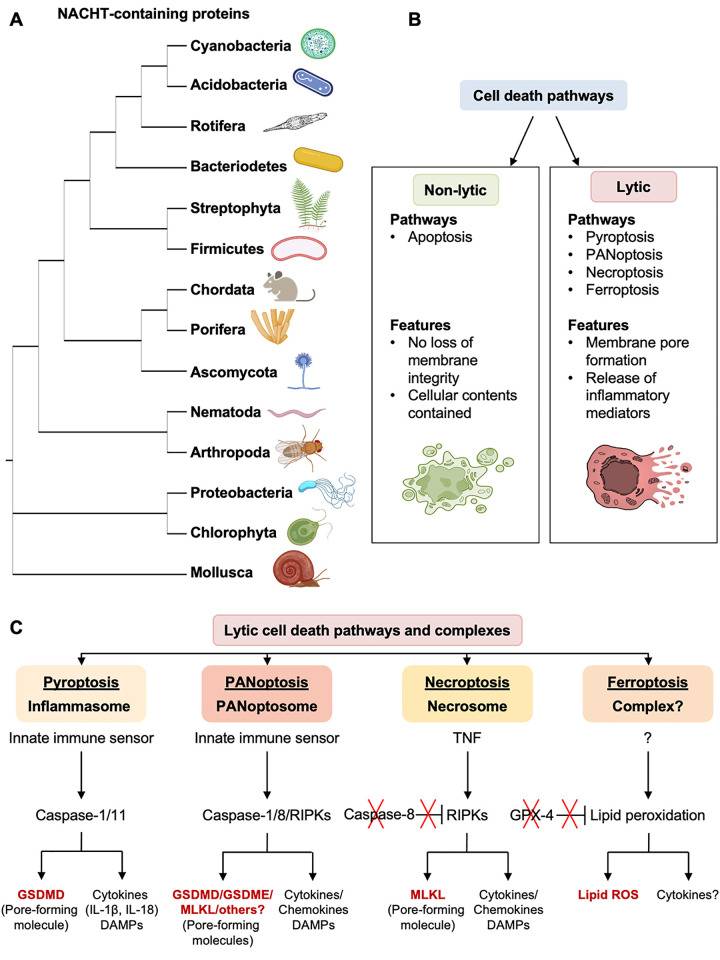 A
NACHT-containing proteins
Cyanobacteria
Acidobacteria
Rotifera
Bacteriodetes
Streptophyta
Firmicutes
Chordata
Porifera
Ascomycota
Nematoda
Arthropoda
Proteobacteria
Chlorophyta
Mollusca
B
Cell death pathways
Non-lytic
Pathways
• Apoptosis
Features
• No loss of
membrane
integrity
• Cellular contents
contained
Lytic
Pathways
• Pyroptosis
• PANoptosis
• Necroptosis
• Ferroptosis
Features
• Membrane pore
formation
• Release of
inflammatory
mediators
C
Lytic cell death pathways and complexes
Pyroptosis
Inflammasome
Innate immune sensor
Caspase-1/11
GSDMD
(Pore-forming
molecule)
Cytokines
(IL-1β, IL-18)
DAMPs
PANoptosis
PANoptosome
Innate immune sensor
Caspase-1/8/RIPKs
GSDMD/GSDME/
MLKL/others?
(Pore-forming
molecules)
Cytokines/
Chemokines
DAMPs
Necroptosis
Necrosome
TNF
Caspase-8
RIPKs
MLKL
(Pore-forming
molecule)
Cytokines/
Chemokines
DAMPs
Ferroptosis
Complex?
?
GPX-4
Lipid peroxidation
Lipid ROS
Cytokines?